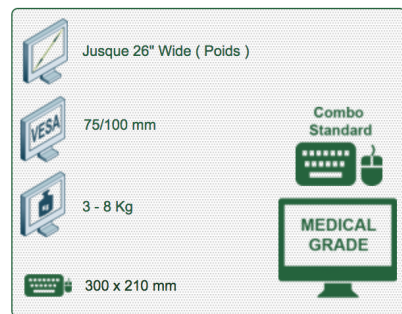 Jusque 26" Wide ( Poids )
VESA
75/100 mm
3 - 8 Kg
300 x 210 mm
Combo
Standard
MEDICAL
GRADE